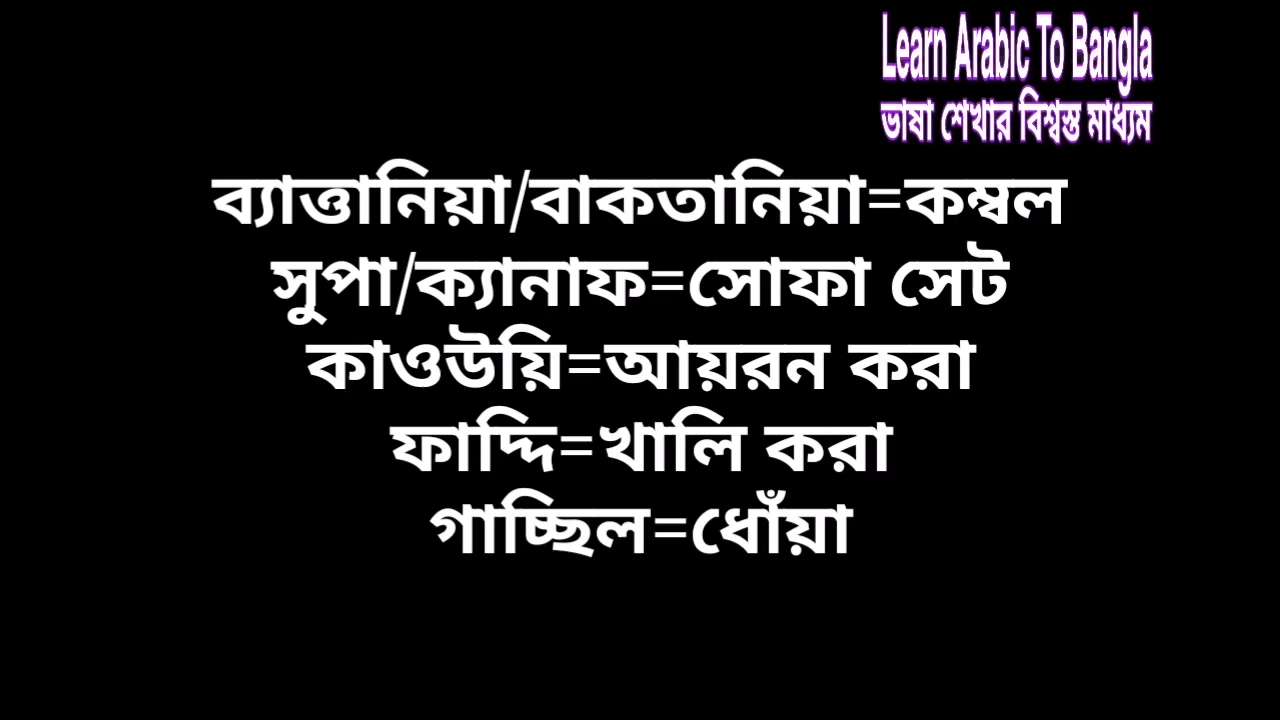 Learn Arabic To Bangla
ভাষা শেখার বিশ্বস্ত মাধ্যম
ব্যাত্তানিয়া/বাকতানিয়া=কম্বল
সুপা/ক্যানাফ=সোফা সেট
কাওউয়ি=আয়রন করা
ফাদ্দি=খালি করা
গাচ্ছিল=ধোঁয়া